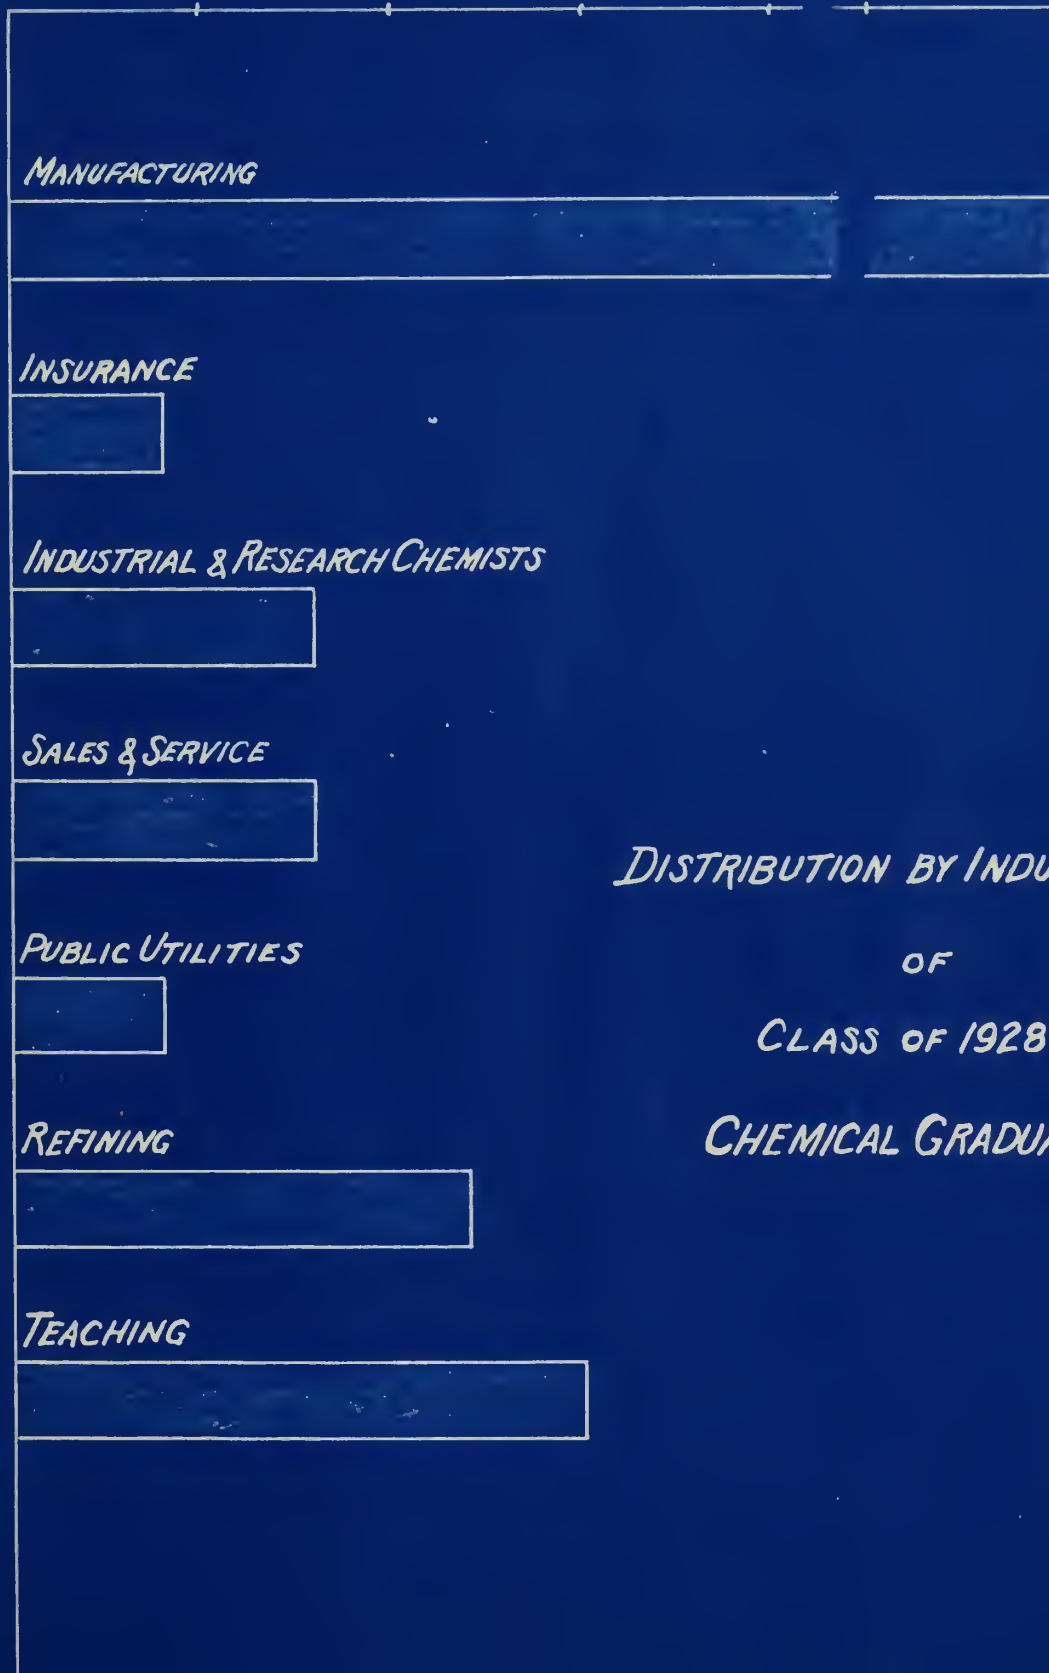 MANUFACTURING
INSURANCE
INDUSTRIAL & RESEARCH CHEMISTS
SALES & SERVICE
PUBLIC UTILITIES
REFINING
TEACHING
DISTRIBUTION BY INDU
OF
CLASS OF 1928
CHEMICAL GRADUA